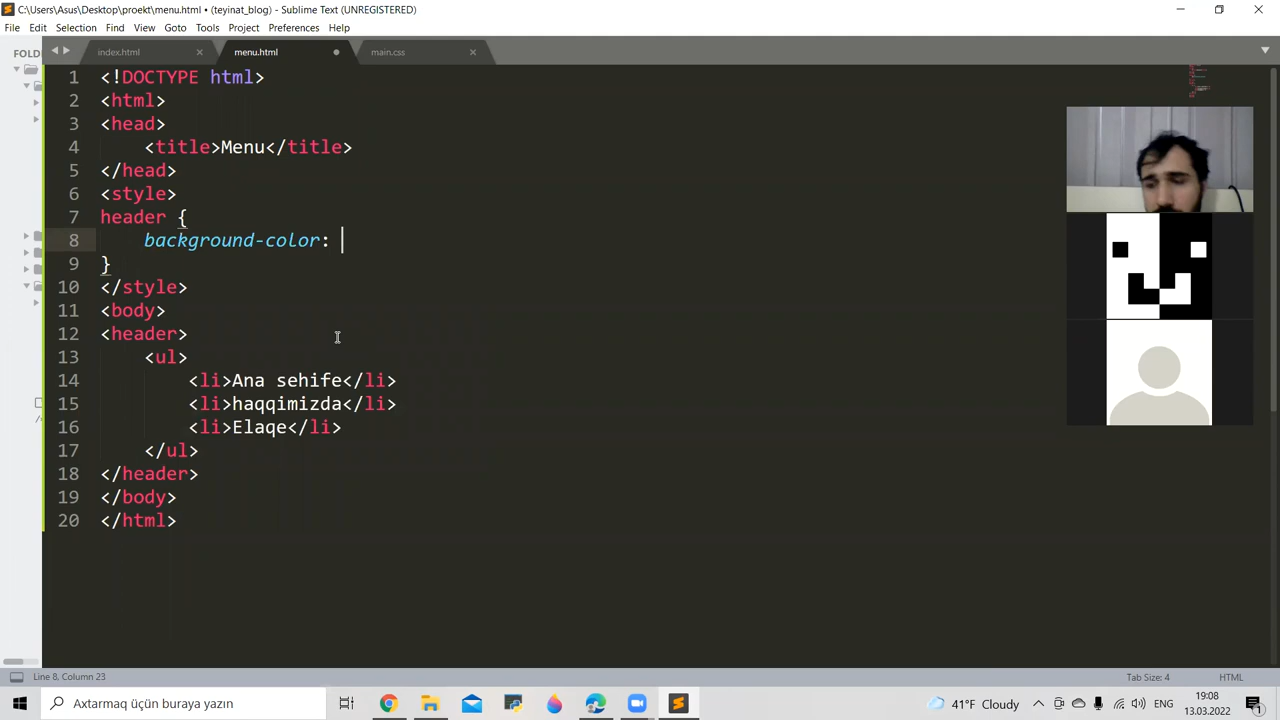 C:\Users\Asus\Desktop\proekt\menu.html • (teyinat_blog) - Sublime Text (UNREGISTERED)
File Edit Selection Find View Goto Tools Project Preferences Help
FOLD
index.html
menu.html
main.css
1 <!DOCTYPE html>
2 <html>
3 <head>
4 <title>Menu</title>
5 </head>
6 <style>
7 header {
8 background-color:
9 }
10 </style>
11 <body>
12 <header>
13 <ul>
14 <li>Ana sehife</li>
15 <li>haqqimizda</li>
16 <li>Elaqe</li>
17 </ul>
18 </header>
19 </body>
20 </html>
Line 8, Column 23
Tab Size: 4
HTML
Axtarmaq üçün buraya yazın
41°F Cloudy
ENG
19:08
13.03.2022
1